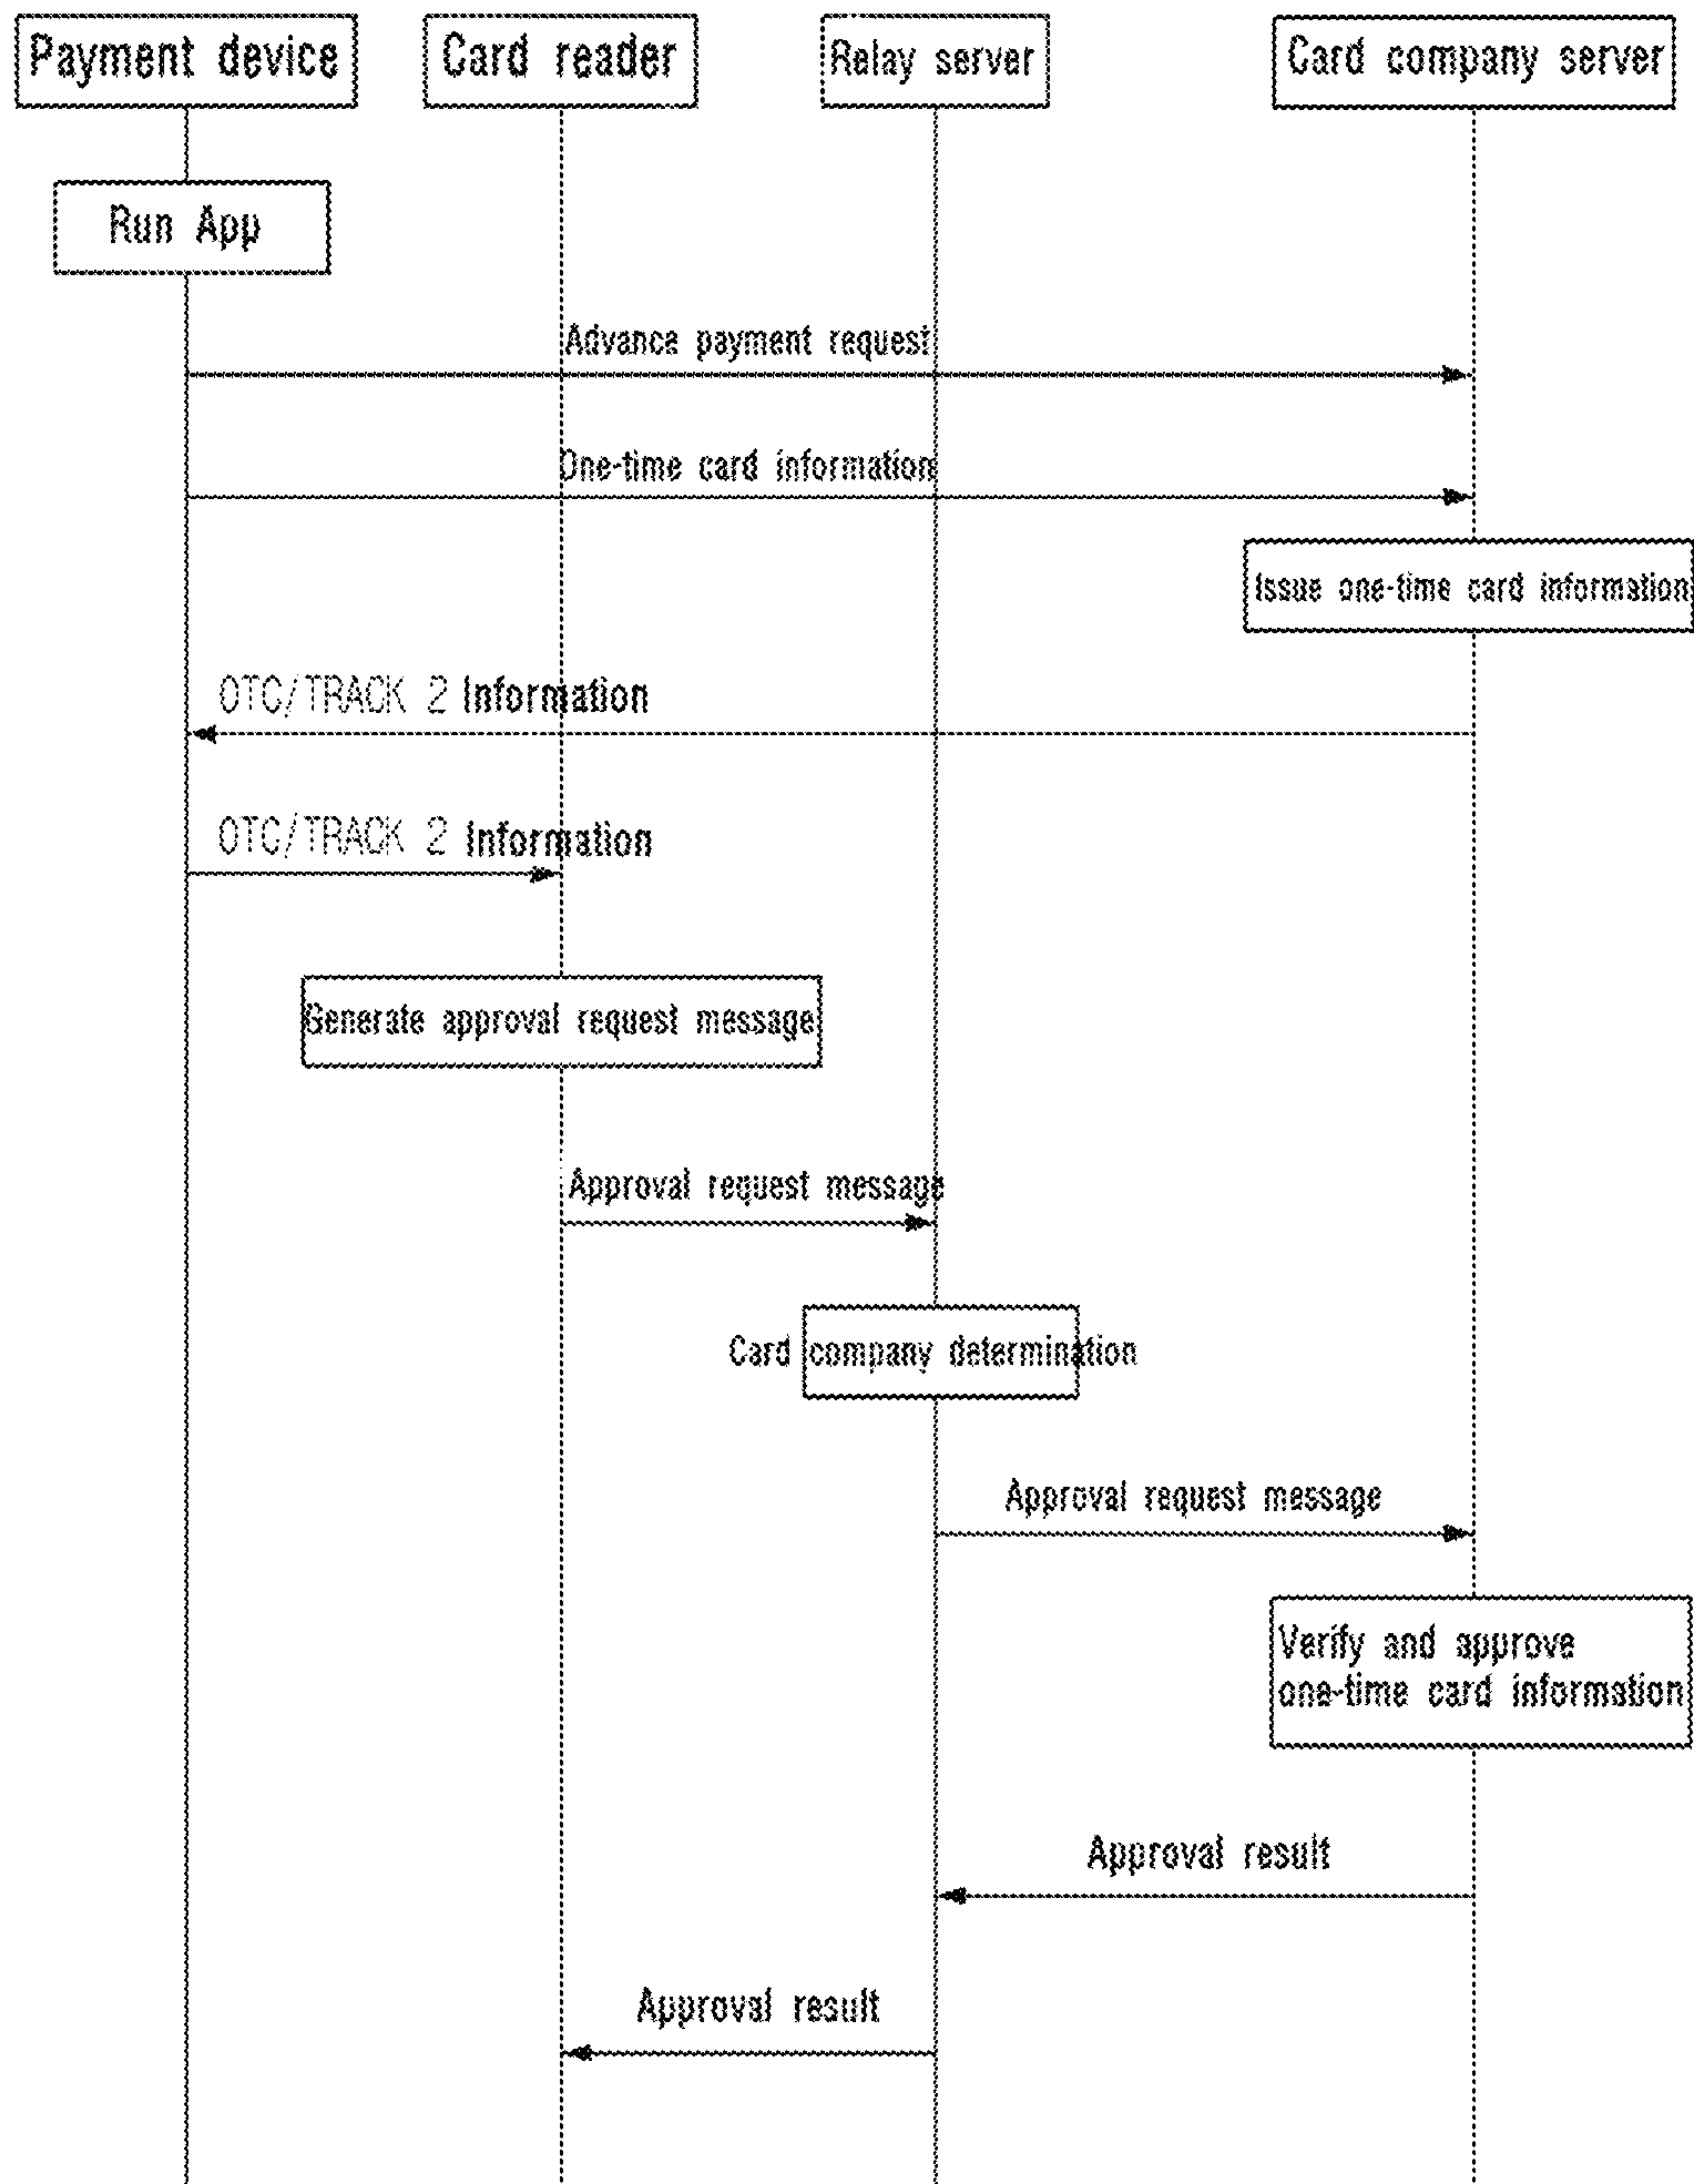 Payment device
Card reader
Relay server
Card company server
Run App
Advance payment request
One-time card information
Issue one-time card information
OTC/TRACK 2 Information
OTC/TRACK 2 Information
Generate approval request message
Approval request message
Card company determination
Approval request message
Verify and approve
one-time card information
Approval result
Approval result